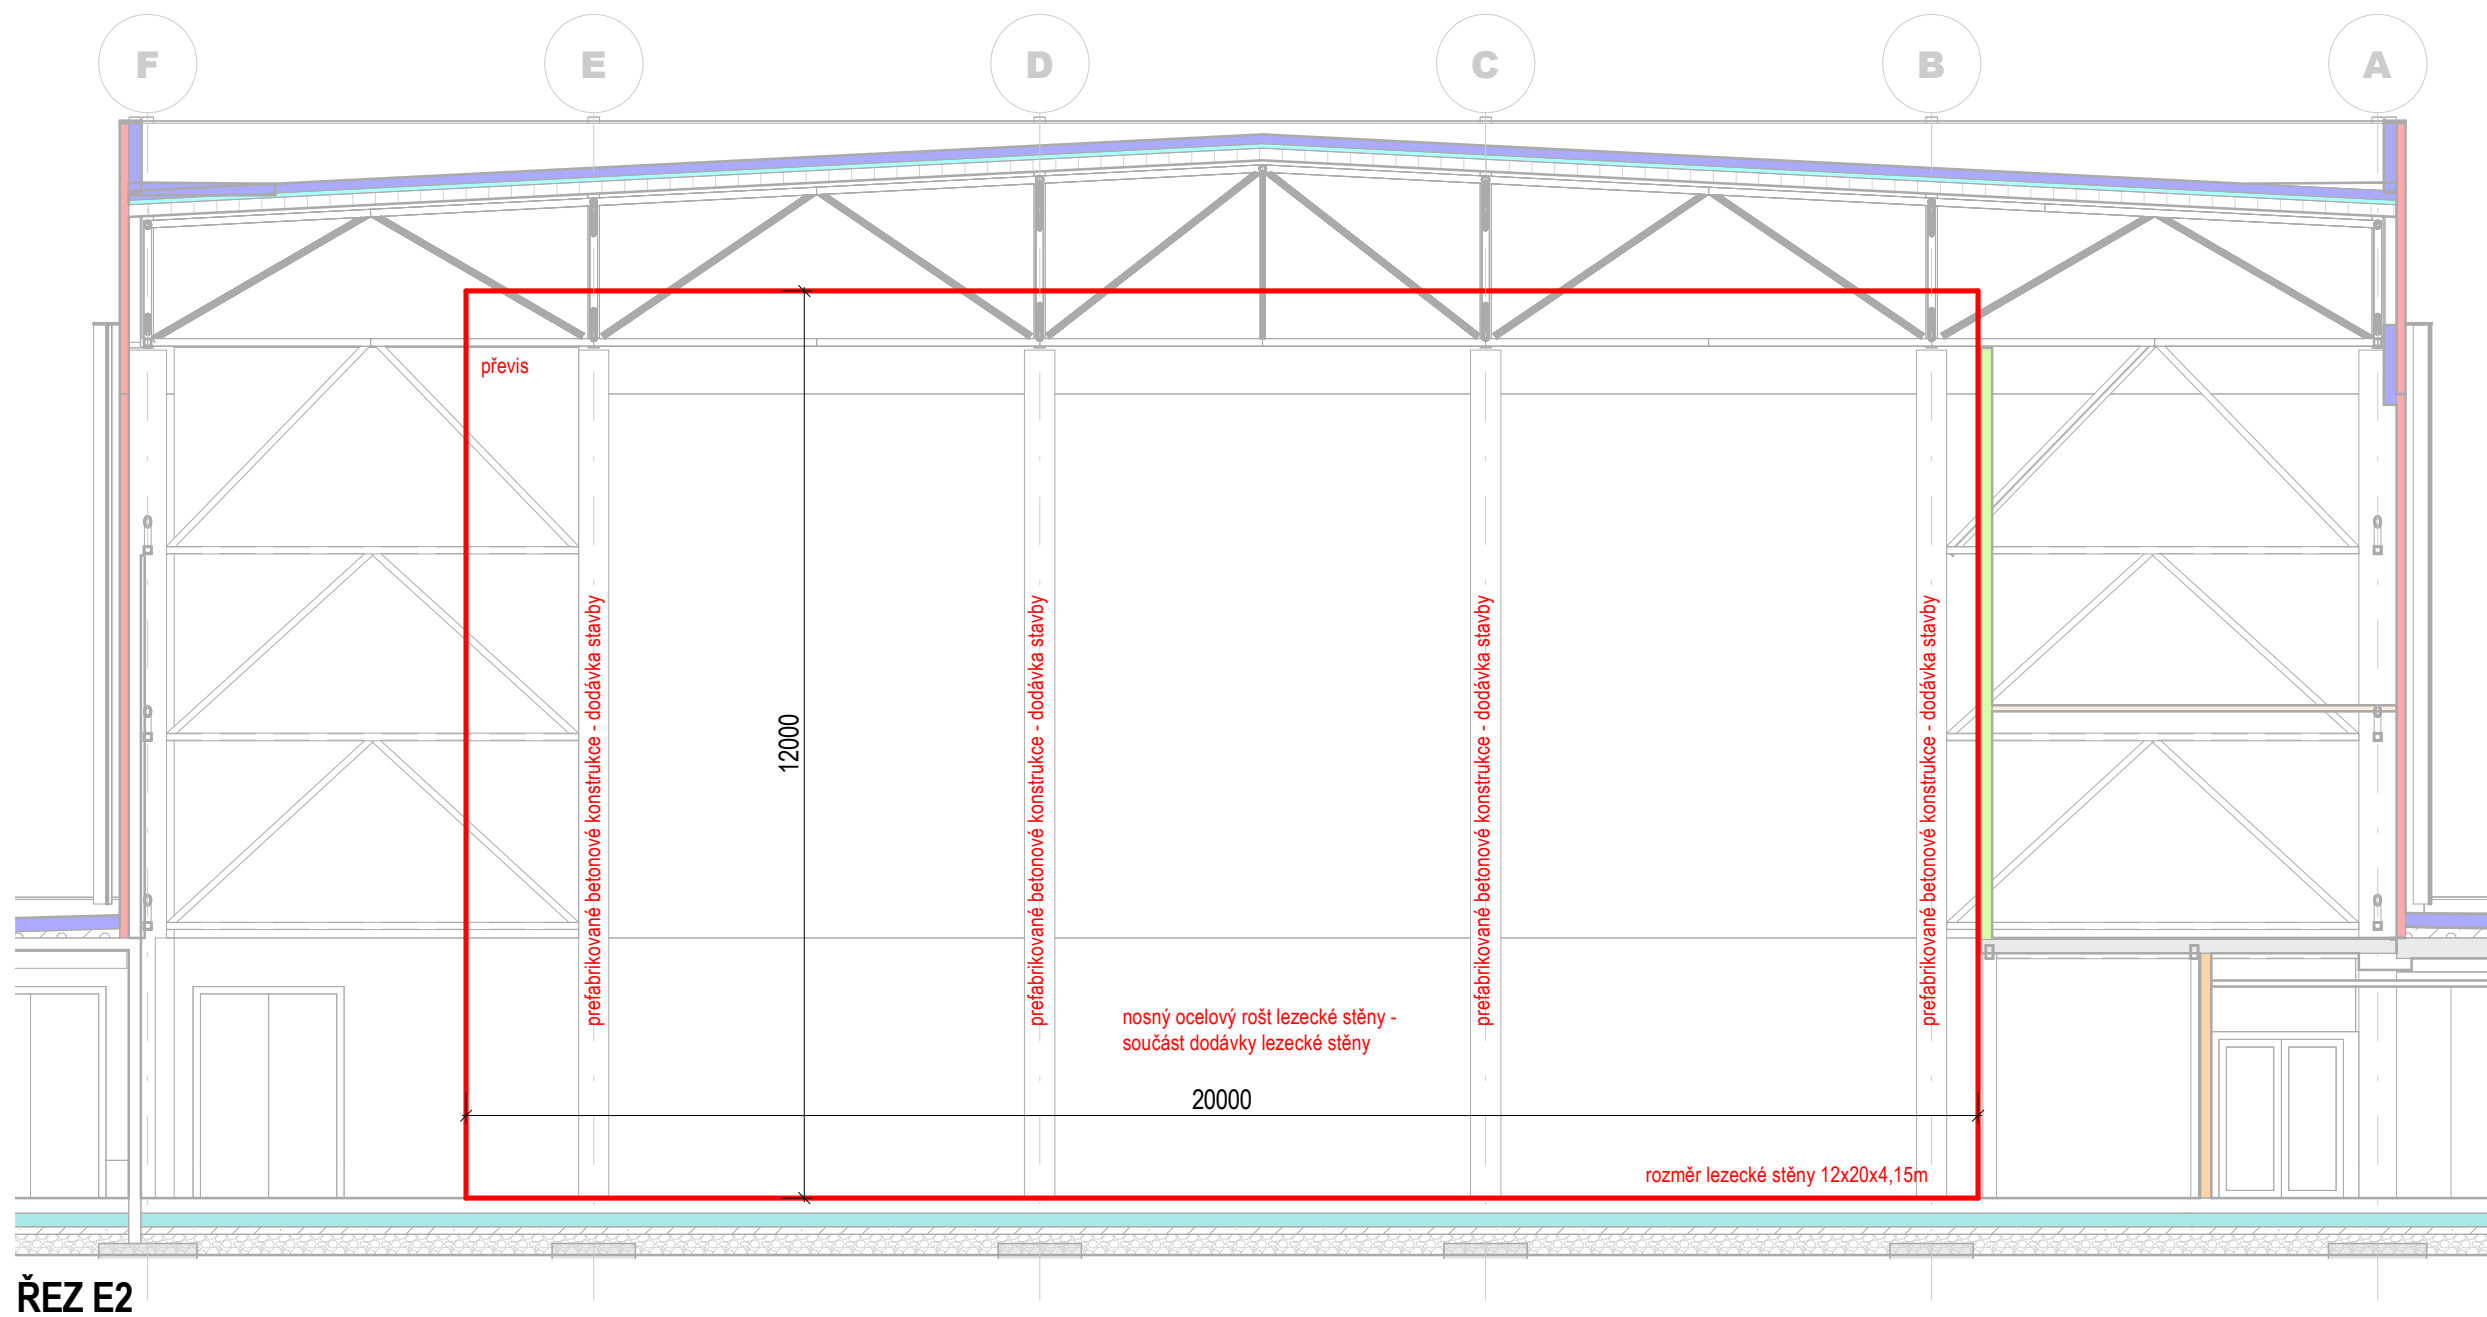 F
E
D
C
B
A
převis
prefabrikované betonové konstrukce - dodávka stavby
prefabrikované betonové konstrukce - dodávka stavby
prefabrikované betonové konstrukce - dodávka stavby
prefabrikované betonové konstrukce - dodávka stavby
12000
nosný ocelový rošt lezecké stěny -
součást dodávky lezecké stěny
20000
rozměr lezecké stěny 12x20x4,15m
ŘEZ E2